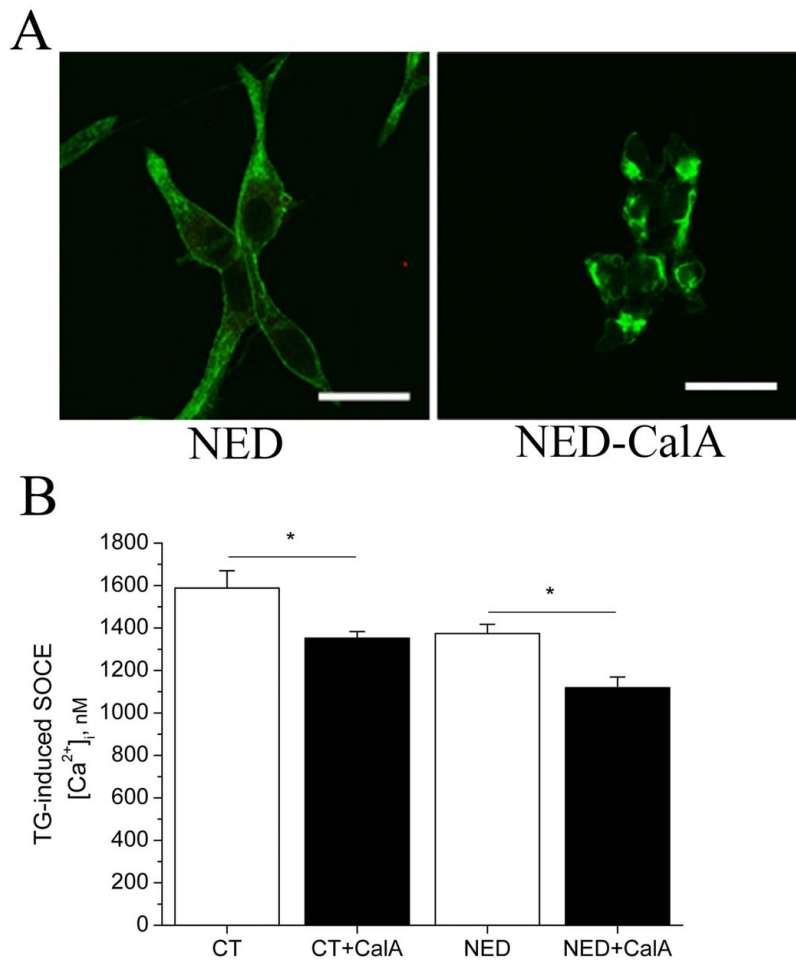 A
NED NED-CalA
B
TG-induced SOCE
[Ca²⁺]ᵢ, nM
1800
1600
1400
1200
1000
800
600
400
200
0
*
*
CT CT+CalA NED NED+CalA